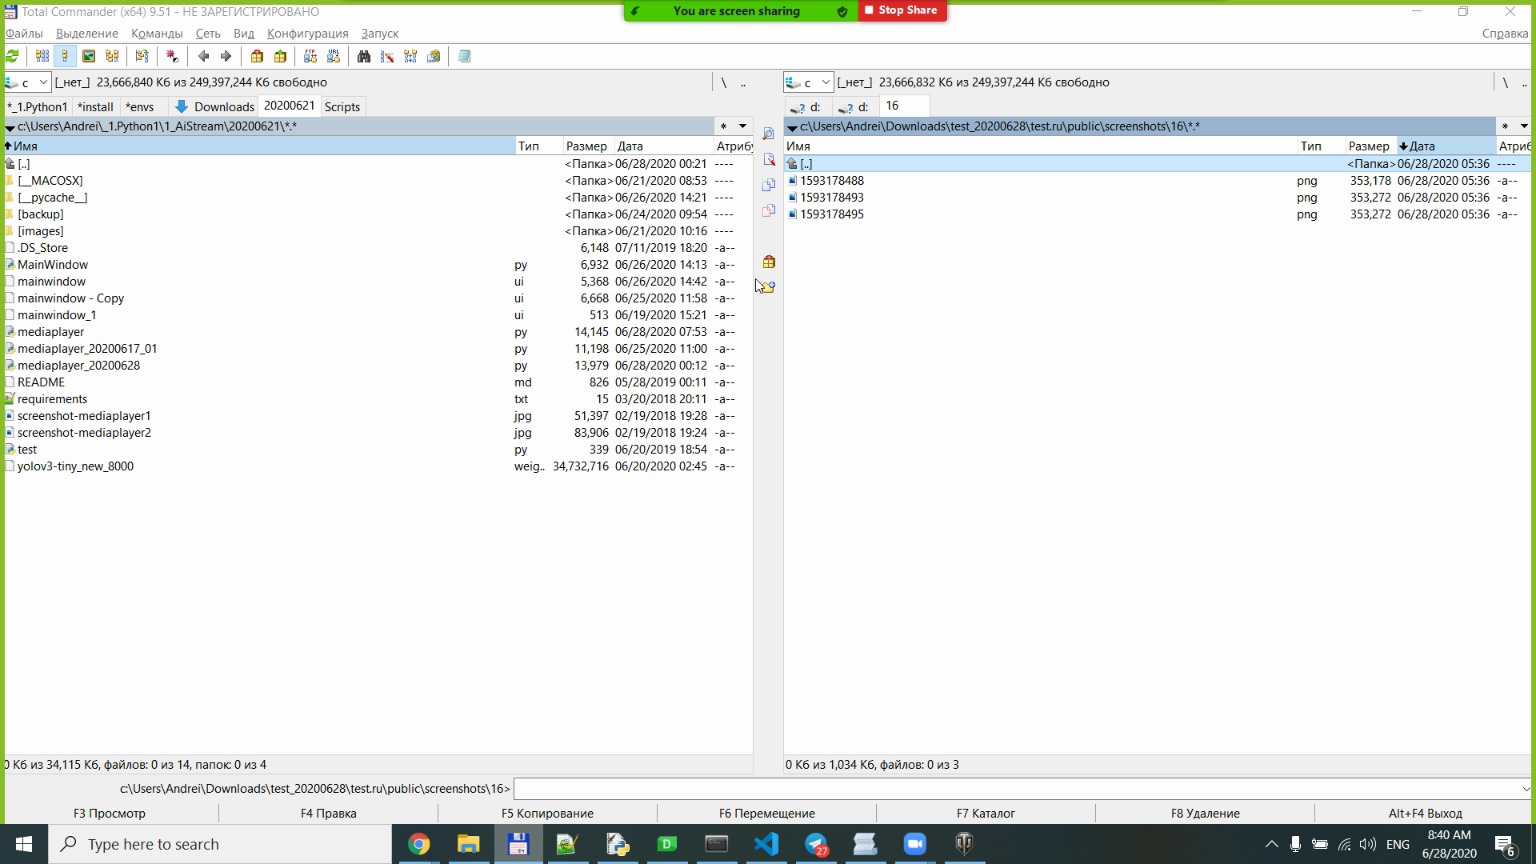 Total Commander (x64) 9.51 - НЕ ЗАРЕГИСТРИРОВАНО
You are screen sharing
Stop Share
Файлы Выделение Команды Сеть Вид Конфигурация Запуск Справка
c [_нет_] 23,666,840 Кб из 249,397,244 Кб свободно \ ..
c [_нет_] 23,666,832 Кб из 249,397,244 Кб свободно \ ..
*_1.Python1 *install *envs Downloads 20200621 Scripts
d: d: 16
c:\Users\Andrei\_1.Python1\1_AiStream\20200621\*.* *
c:\Users\Andrei\Downloads\test_20200628\test.ru\public\screenshots\16\*.* *
Имя Тип Размер Дата Атрибу
[..] <Папка> 06/28/2020 00:21 ----
[__MACOSX] <Папка> 06/21/2020 08:53 ----
[__pycache__] <Папка> 06/26/2020 14:21 ----
[backup] <Папка> 06/24/2020 09:54 ----
[images] <Папка> 06/21/2020 10:16 ----
.DS_Store 6,148 07/11/2019 18:20 -a--
MainWindow py 6,932 06/26/2020 14:13 -a--
mainwindow ui 5,368 06/26/2020 14:42 -a--
mainwindow - Copy ui 6,668 06/25/2020 11:58 -a--
mainwindow_1 ui 513 06/19/2020 15:21 -a--
mediaplayer py 14,145 06/28/2020 07:53 -a--
mediaplayer_20200617_01 py 11,198 06/25/2020 11:00 -a--
mediaplayer_20200628 py 13,979 06/28/2020 00:12 -a--
README md 826 05/28/2019 00:11 -a--
requirements txt 15 03/20/2018 20:11 -a--
screenshot-mediaplayer1 jpg 51,397 02/19/2018 19:28 -a--
screenshot-mediaplayer2 jpg 83,906 02/19/2018 19:24 -a--
test py 339 06/20/2019 18:54 -a--
yolov3-tiny_new_8000 weig.. 34,732,716 06/20/2020 02:45 -a--
Имя Тип Размер Дата Атриб
[..] <Папка> 06/28/2020 05:36 ----
1593178488 png 353,178 06/28/2020 05:36 -a--
1593178493 png 353,272 06/28/2020 05:36 -a--
1593178495 png 353,272 06/28/2020 05:36 -a--
0 Кб из 34,115 Кб, файлов: 0 из 14, папок: 0 из 4
0 Кб из 1,034 Кб, файлов: 0 из 3
c:\Users\Andrei\Downloads\test_20200628\test.ru\public\screenshots\16>
F3 Просмотр F4 Правка F5 Копирование F6 Перемещение F7 Каталог F8 Удаление Alt+F4 Выход
Type here to search
27
ENG
8:40 AM
6/28/2020
6